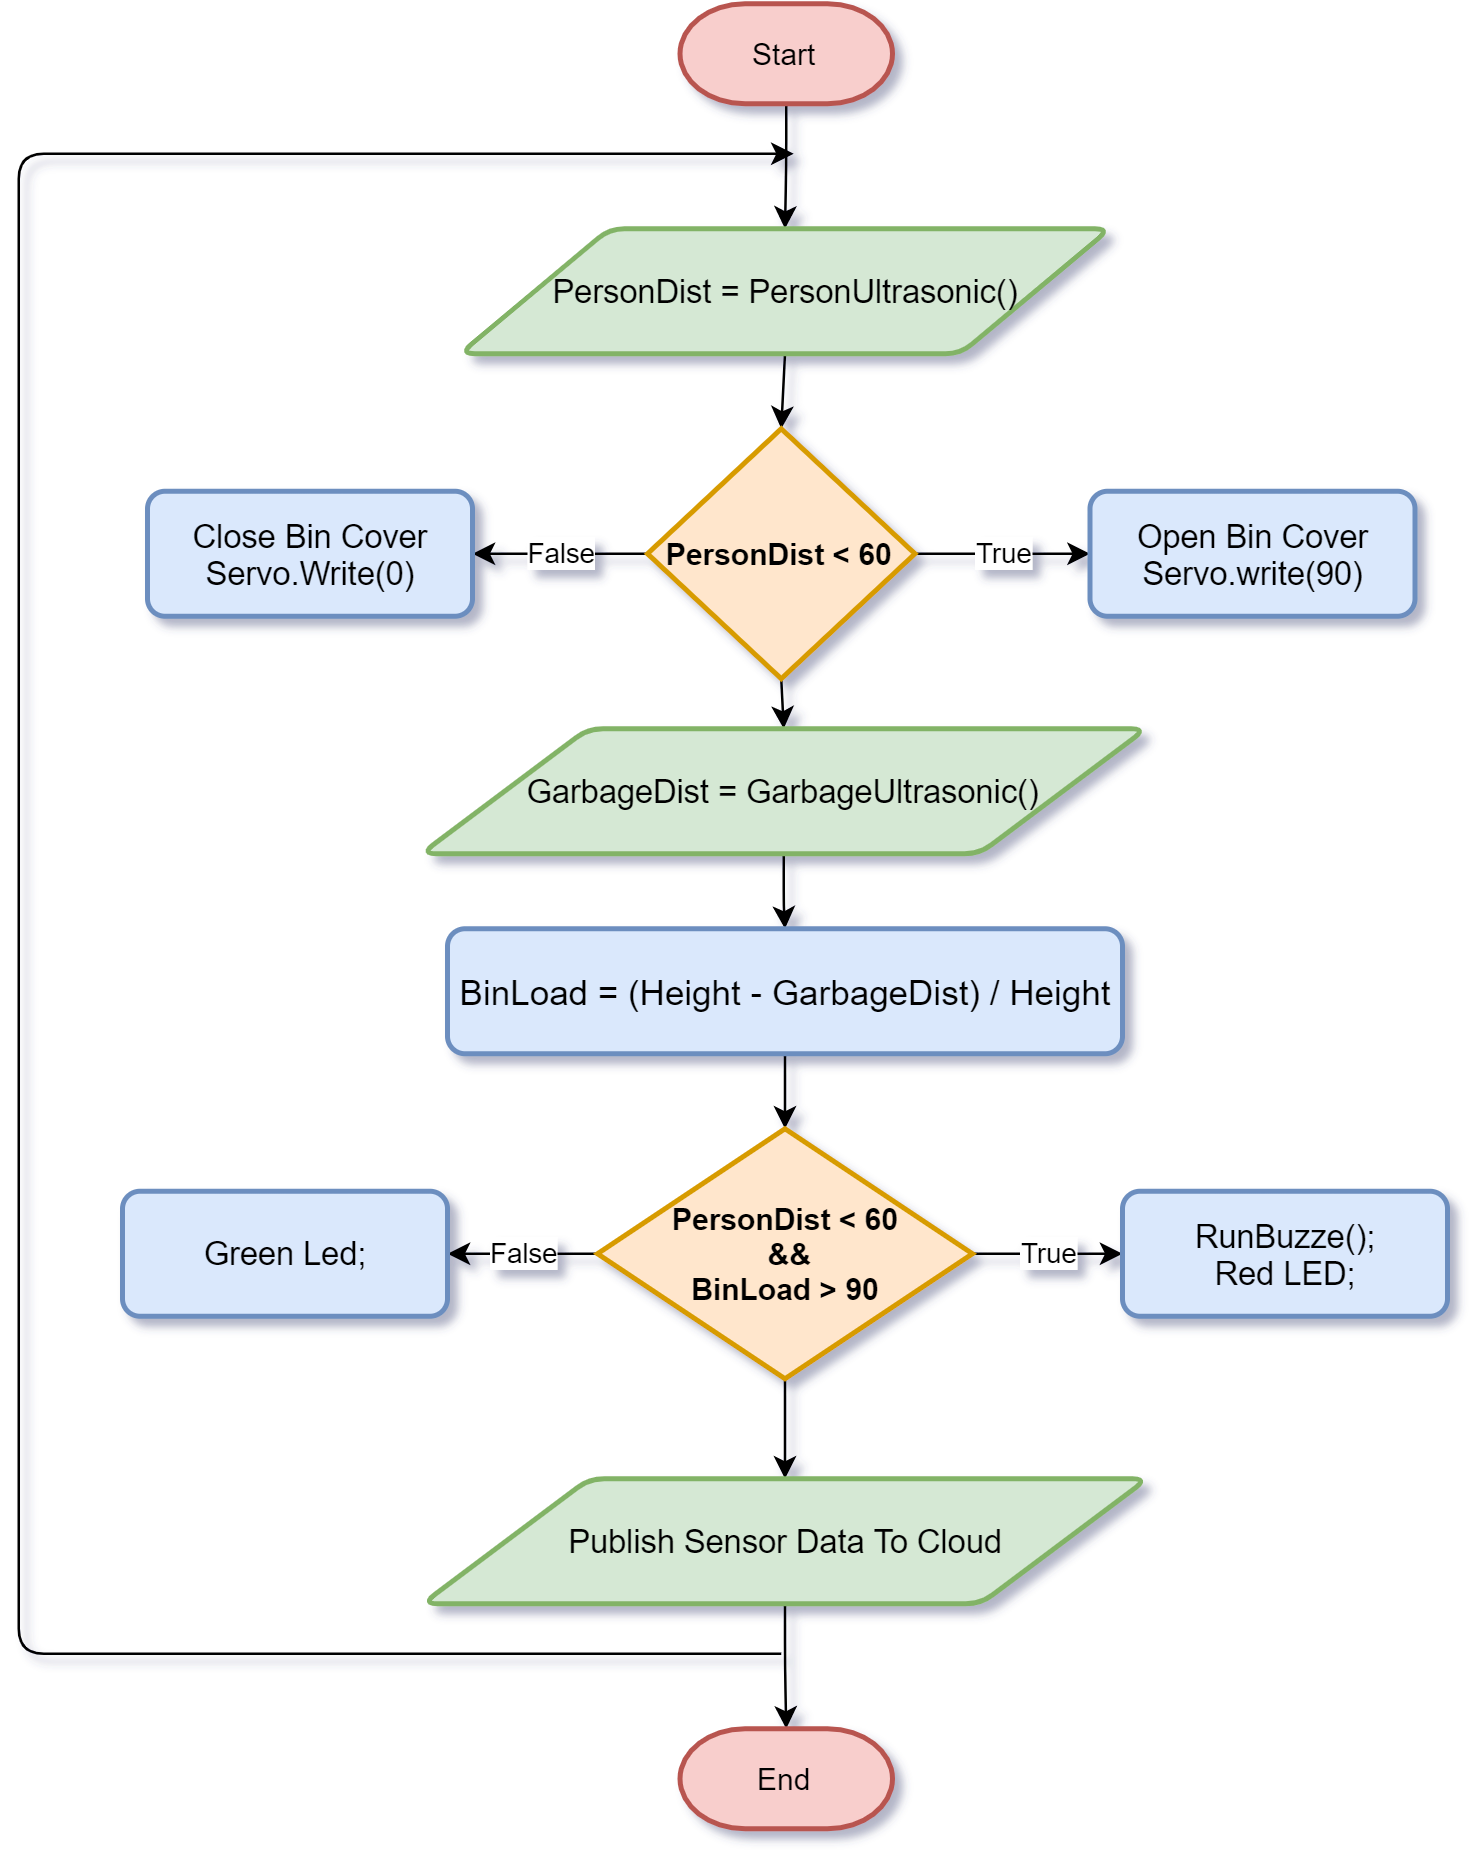 Start
PersonDist = PersonUltrasonic()
Close Bin Cover
Servo.Write(0)
False
PersonDist < 60
True
Open Bin Cover
Servo.write(90)
GarbageDist = GarbageUltrasonic()
BinLoad = (Height - GarbageDist) / Height
Green Led;
False
PersonDist < 60
&&
BinLoad > 90
True
RunBuzze();
Red LED;
Publish Sensor Data To Cloud
End